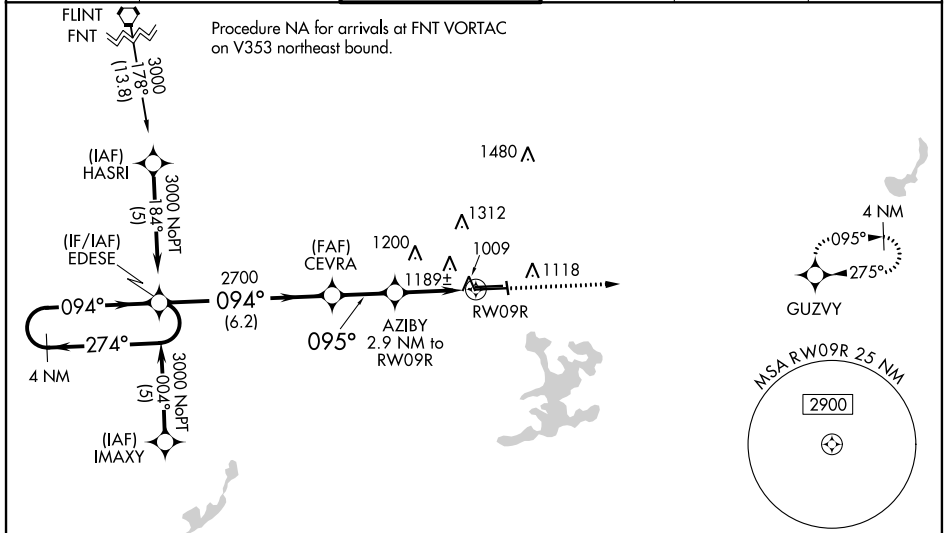 FLINT
FNT
Procedure NA for arrivals at FNT VORTAC
on V353 northeast bound.
3000
178°
(13.8)
(IAF)
HASRI
3000 NoPT
184°
(5)
(IF/IAF)
EDESE
094°
274°
4 NM
3000 NoPT
004°
(5)
(IAF)
IMAXY
2700
094°
(6.2)
(FAF)
CEVRA
095°
AZIBY
2.9 NM to
RW09R
1480
1312
1200
1009
1189±
1118
RW09R
4 NM
095°
275°
GUZVY
MSA RW09R 25 NM
2900